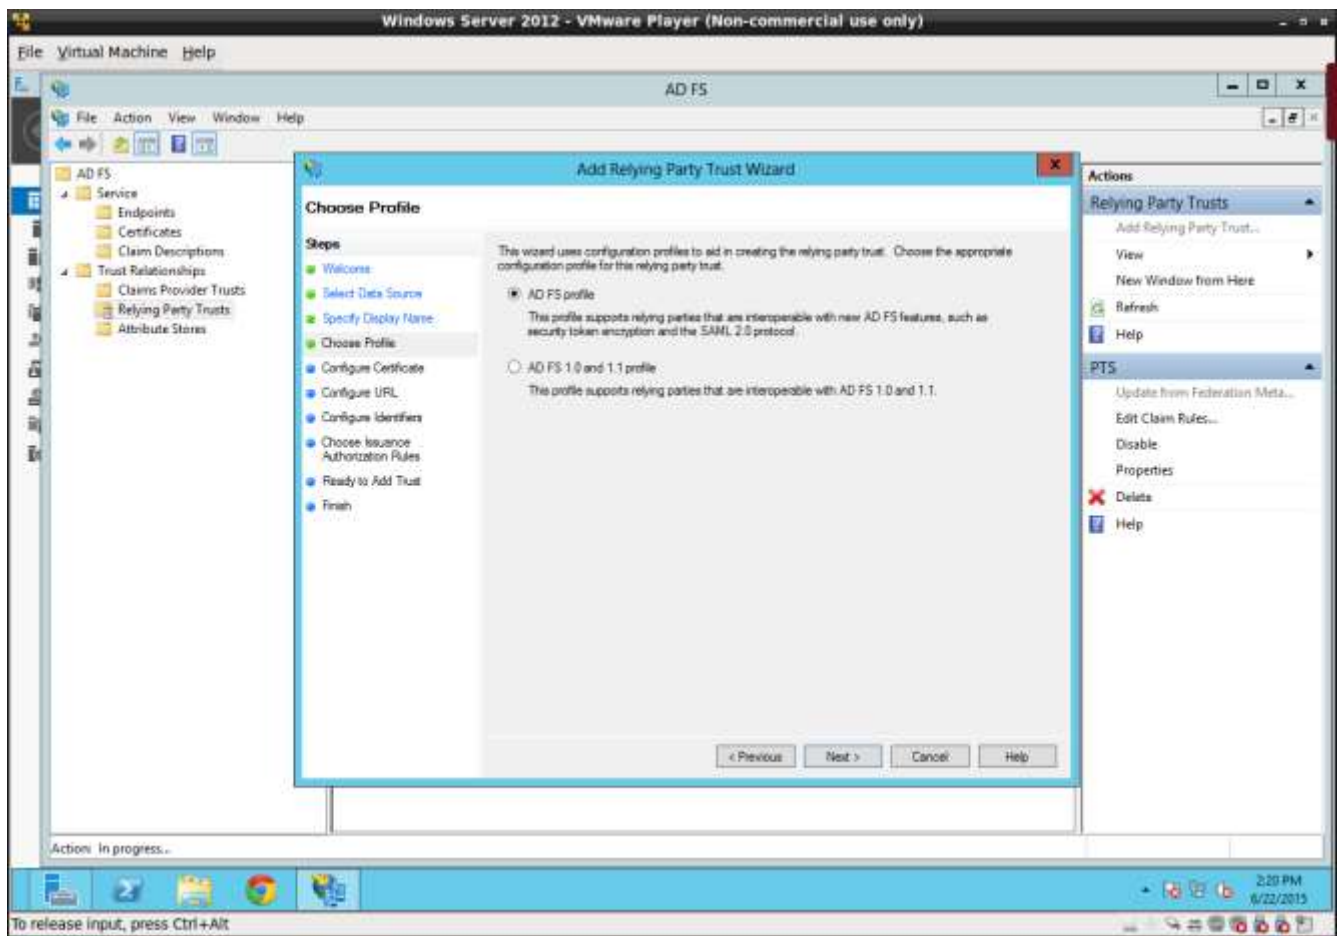 Windows Server 2012 - VMware Player (Non-commercial use only)
File Virtual Machine Help
AD FS
File Action View Window Help
AD FS
Service
Endpoints
Certificates
Claim Descriptions
Trust Relationships
Claims Provider Trusts
Relying Party Trusts
Attribute Stores
Add Relying Party Trust Wizard
Choose Profile
Steps
Welcome
Select Data Source
Specify Display Name
Choose Profile
Configure Certificate
Configure URL
Configure Identifiers
Choose Issuance
Authorization Rules
Ready to Add Trust
Finish
This wizard uses configuration profiles to aid in creating the relying party trust. Choose the appropriate
configuration profile for this relying party trust.
AD FS profile
This profile supports relying parties that are interoperable with new AD FS features, such as
security token encryption and the SAML 2.0 protocol.
AD FS 1.0 and 1.1 profile
This profile supports relying parties that are interoperable with AD FS 1.0 and 1.1.
< Previous Next > Cancel Help
Actions
Relying Party Trusts
Add Relying Party Trust...
View
New Window from Here
Refresh
Help
PTS
Update from Federation Meta...
Edit Claim Rules...
Disable
Properties
Delete
Help
Action: In progress...
2:20 PM
6/22/2015
To release input, press Ctrl+Alt